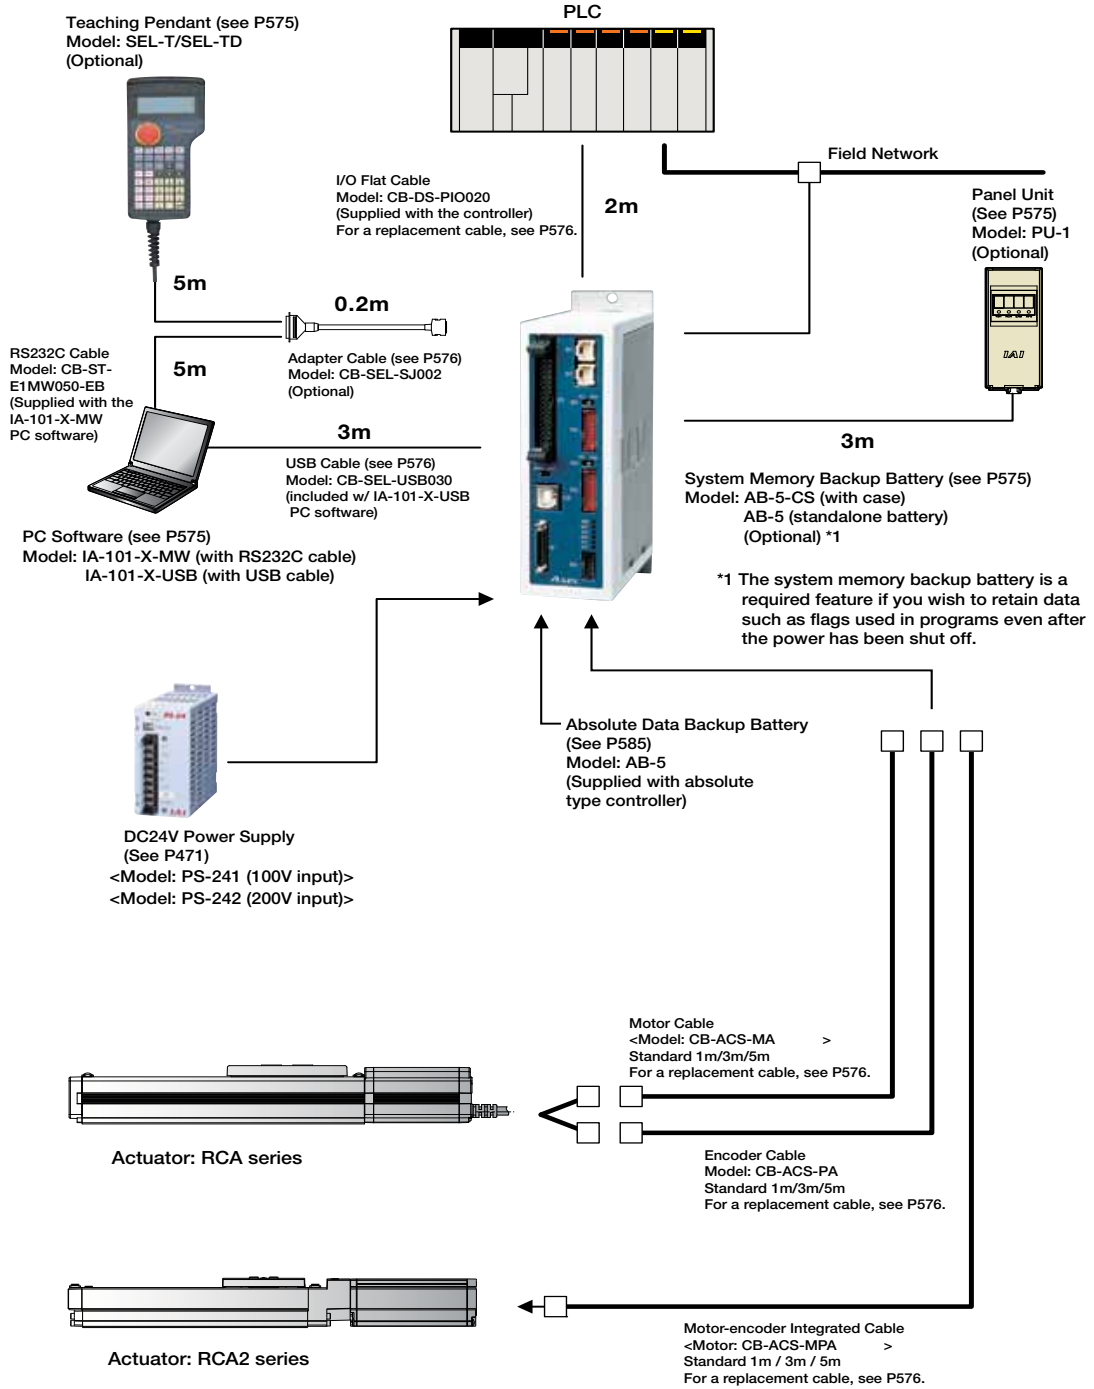 PLC
Teaching Pendant (see P575)
Model: SEL-T/SEL-TD
(Optional)
Field Network
I/O Flat Cable
Model: CB-DS-PIO020
(Supplied with the controller)
For a replacement cable, see P576.
2m
Panel Unit
(See P575)
Model: PU-1
(Optional)
IAI
5m
0.2m
RS232C Cable
Model: CB-ST-
E1MW050-EB
(Supplied with the
IA-101-X-MW
PC software)
5m
Adapter Cable (see P576)
Model: CB-SEL-SJ002
(Optional)
3m
3m
USB Cable (see P576)
Model: CB-SEL-USB030
(included w/ IA-101-X-USB
PC software)
System Memory Backup Battery (see P575)
Model: AB-5-CS (with case)
AB-5 (standalone battery)
(Optional) *1
PC Software (see P575)
Model: IA-101-X-MW (with RS232C cable)
IA-101-X-USB (with USB cable)
*1 The system memory backup battery is a
required feature if you wish to retain data
such as flags used in programs even after
the power has been shut off.
Absolute Data Backup Battery
(See P585)
Model: AB-5
(Supplied with absolute
type controller)
DC24V Power Supply
(See P471)
<Model: PS-241 (100V input)>
<Model: PS-242 (200V input)>
Motor Cable
<Model: CB-ACS-MA >
Standard 1m/3m/5m
For a replacement cable, see P576.
Actuator: RCA series
Encoder Cable
Model: CB-ACS-PA
Standard 1m/3m/5m
For a replacement cable, see P576.
Actuator: RCA2 series
Motor-encoder Integrated Cable
<Motor: CB-ACS-MPA >
Standard 1m / 3m / 5m
For a replacement cable, see P576.